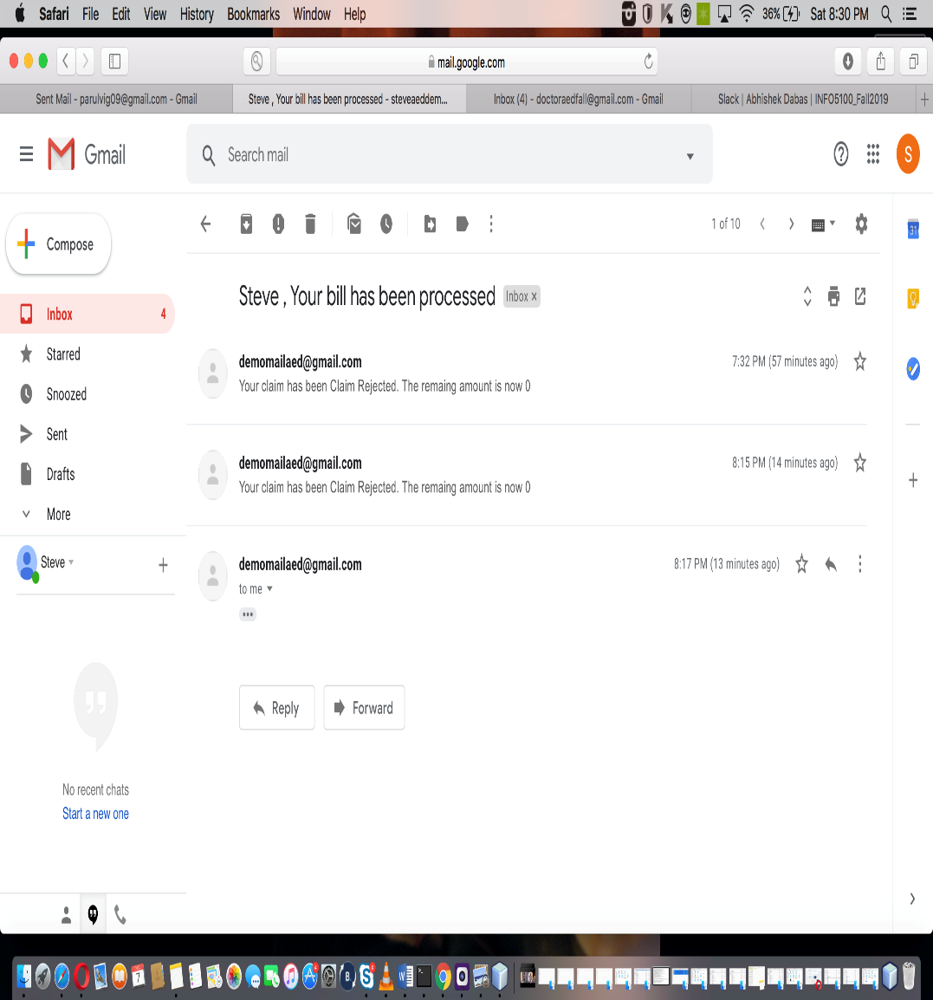 Safari File Edit View History Bookmarks Window Help 36% Sat 8:30 PM
mail.google.com
Sent Mail - parulvig09@gmail.com - Gmail
Steve , Your bill has been processed - steveaeddem...
Inbox (4) - doctoraedfall@gmail.com - Gmail
Slack | Abhishek Dabas | INFO5100_Fall2019
Gmail
Search mail
S
Compose
1 of 10
31
Steve , Your bill has been processed Inbox x
Inbox 4
Starred
Snoozed
Sent
Drafts
More
Steve
No recent chats
Start a new one
demomailaed@gmail.com 7:32 PM (57 minutes ago)
Your claim has been Claim Rejected. The remaing amount is now 0
demomailaed@gmail.com 8:15 PM (14 minutes ago)
Your claim has been Claim Rejected. The remaing amount is now 0
demomailaed@gmail.com 8:17 PM (13 minutes ago)
to me
Reply Forward